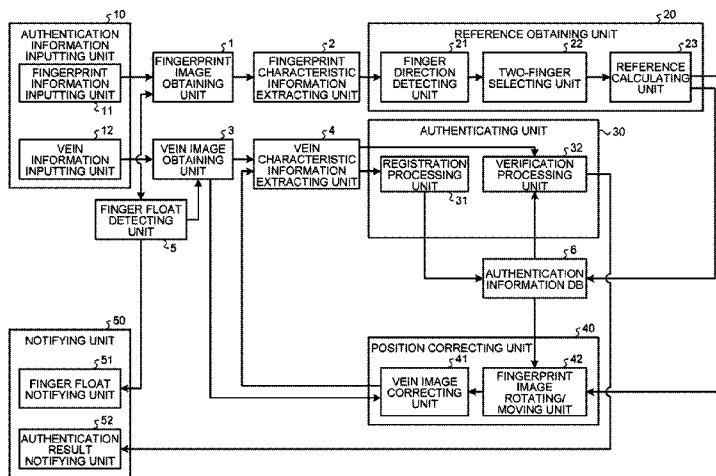 10
AUTHENTICATION
INFORMATION
INPUTTING UNIT
FINGERPRINT
INFORMATION
INPUTTING UNIT
11
12
VEIN
INFORMATION
INPUTTING UNIT
1
FINGERPRINT
IMAGE
OBTAINING
UNIT
2
FINGERPRINT
CHARACTERISTIC
INFORMATION
EXTRACTING UNIT
20
REFERENCE OBTAINING UNIT
21
FINGER
DIRECTION
DETECTING
UNIT
22
TWO-FINGER
SELECTING UNIT
23
REFERENCE
CALCULATING
UNIT
3
VEIN IMAGE
OBTAINING
UNIT
4
VEIN
CHARACTERISTIC
INFORMATION
EXTRACTING UNIT
AUTHENTICATING UNIT
30
REGISTRATION
PROCESSING
UNIT
31
32
VERIFICATION
PROCESSING
UNIT
FINGER FLOAT
DETECTING
UNIT
5
6
AUTHENTICATION
INFORMATION DB
50
NOTIFYING UNIT
51
FINGER FLOAT
NOTIFYING UNIT
52
AUTHENTICATION
RESULT
NOTIFYING UNIT
40
POSITION CORRECTING UNIT
41
VEIN IMAGE
CORRECTING
UNIT
42
FINGERPRINT
IMAGE
ROTATING/
MOVING UNIT